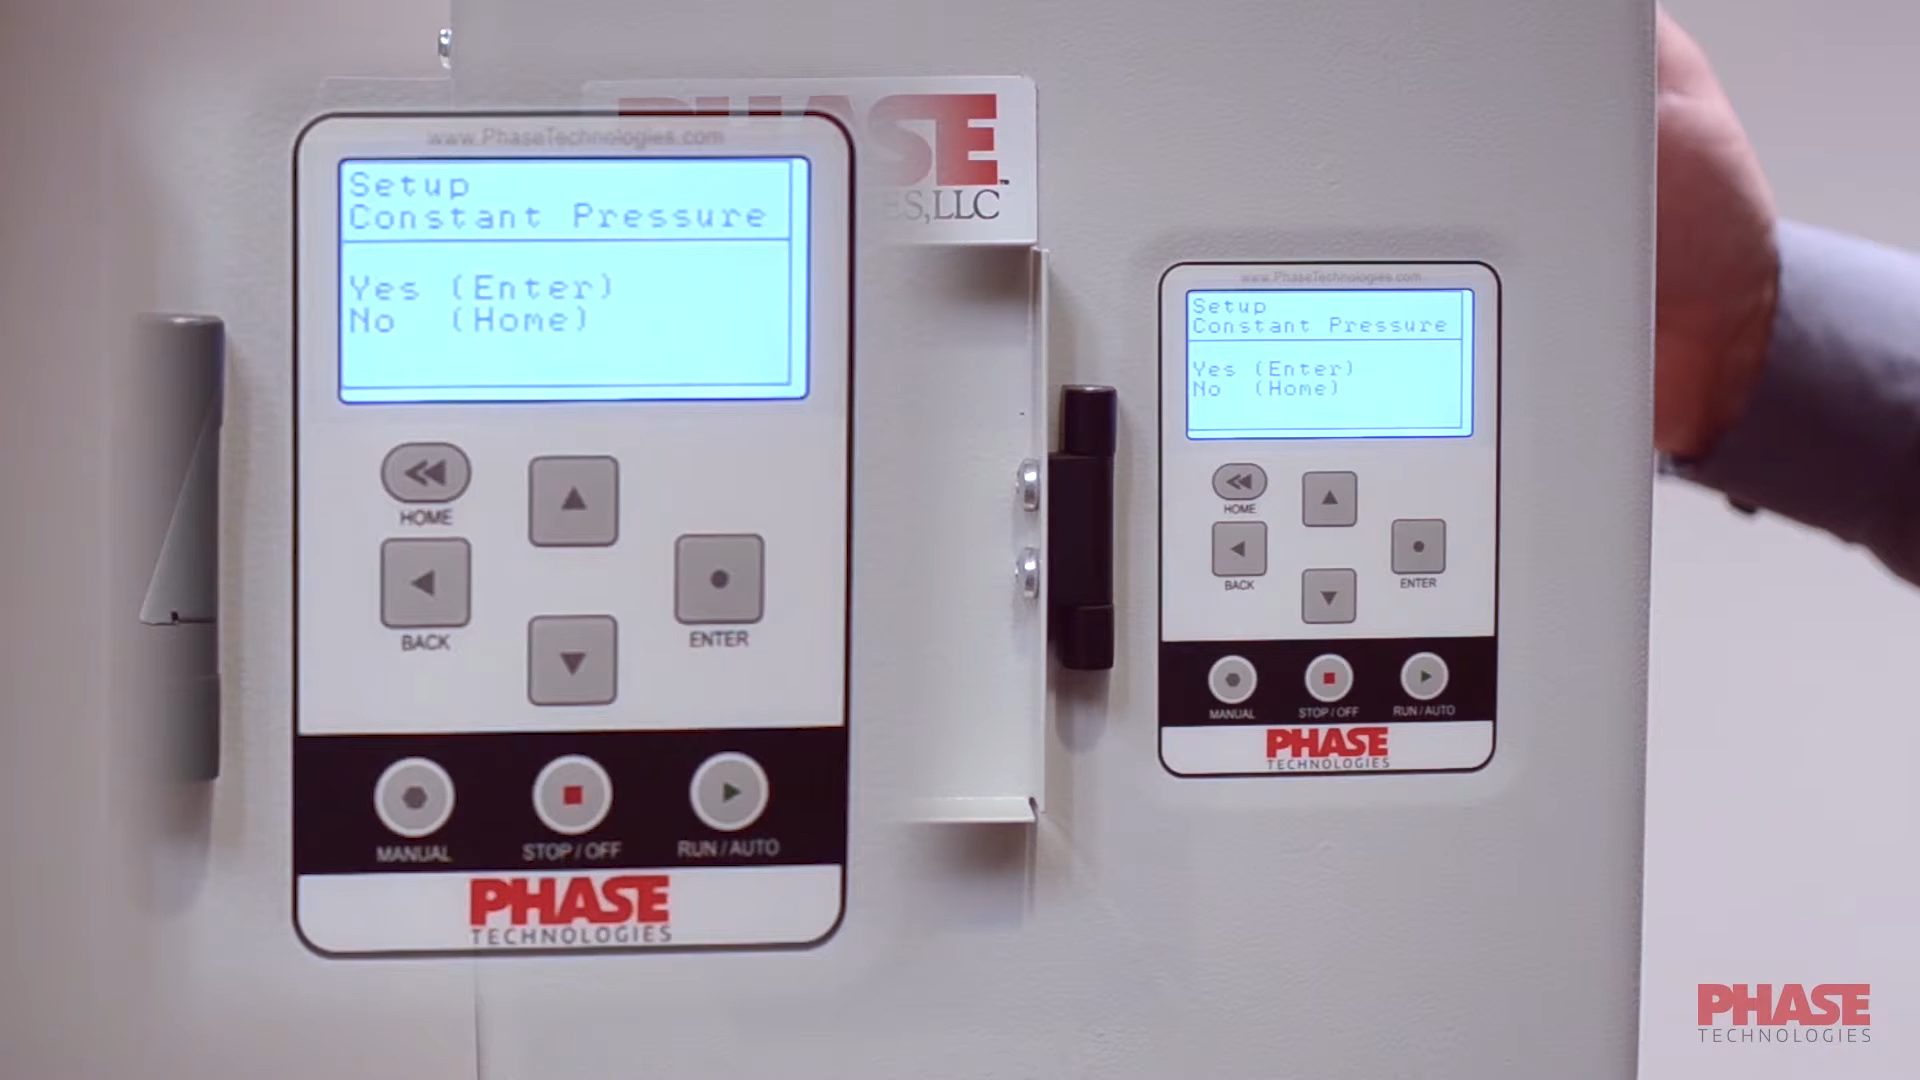 www.PhaseTechnologies.com
Setup
Constant Pressure
Yes (Enter)
No (Home)
HOME
BACK
ENTER
MANUAL
STOP / OFF
RUN / AUTO
PHASE
TECHNOLOGIES
PHASE
ES, LLC
www.PhaseTechnologies.com
Setup
Constant Pressure
Yes (Enter)
No (Home)
HOME
BACK
ENTER
MANUAL
STOP / OFF
RUN / AUTO
PHASE
TECHNOLOGIES
PHASE
TECHNOLOGIES